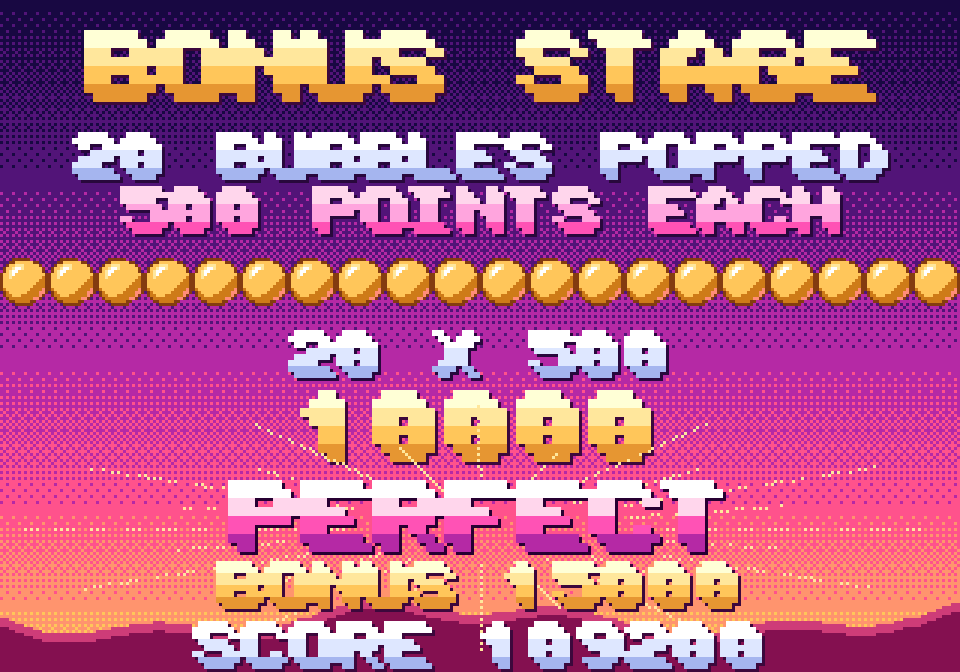 BONUS STAGE
20 BUBBLES POPPED
500 POINTS EACH
20 X 500
10000
PERFECT
BONUS 15000
SCORE 109200